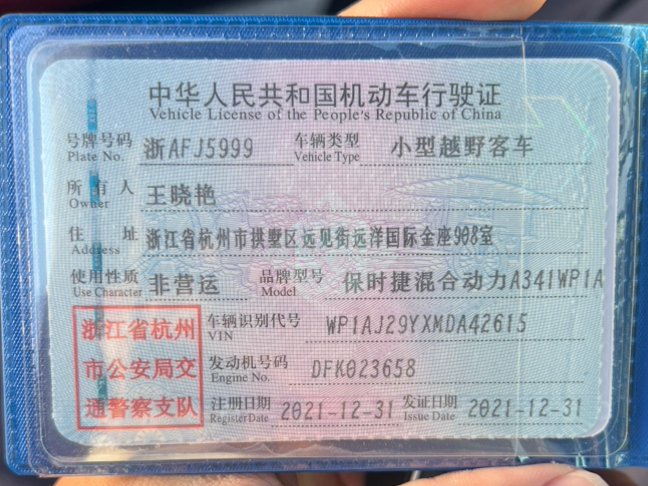 中华人民共和国机动车行驶证
Vehicle License of the People's Republic of China
号牌号码 浙AFJ5999 车辆类型 小型越野客车
Plate No. Vehicle Type
所有人 王晓艳
Owner
住址 浙江省杭州市拱墅区远见街远洋国际金座908室
Address
使用性质 非营运 品牌型号 保时捷混合动力A341WP1A
Use Character Model
浙江省杭州 车辆识别代号 WP1AJ29YXMDA42615
VIN
市公安局交 发动机号码 DFK023658
Engine No.
通警察支队 注册日期 2021-12-31 发证日期 2021-12-31
Register Date Issue Date